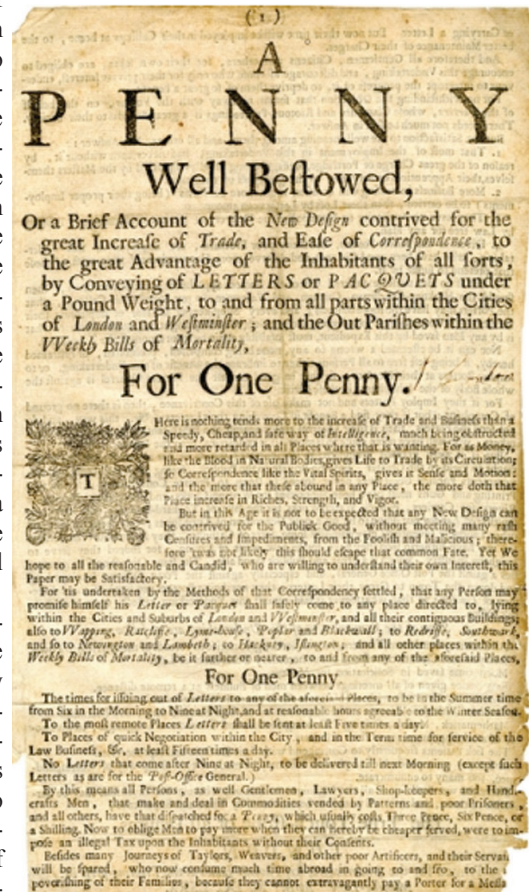 ( 1 )
A
PENNY
Well Beſtowed,
Or a Brief Account of the New Deſign contrived for the
great Increaſe of Trade, and Eaſe of Correſpondence, to
the great Advantage of the Inhabitants of all ſorts,
by Conveying of LETTERS or PACQUETS under
a Pound Weight, to and from all parts within the Cities
of London and Weſtminſter; and the Out Pariſhes within the
VVeekly Bills of Mortality,
For One Penny.
THere is nothing tends more to the increaſe of Trade and Buſineſs than a
Speedy, Cheap, and ſafe way of Intelligence, much being obſtructed
and more retarded in all Places where that is wanting. For as Money,
like the Blood in Natural Bodies, gives Life to Trade by its Circulation;
ſo Correſpondence like the Vital Spirits, gives it Senſe and Motion:
and the more that theſe abound in any Place, the more doth that
Place increaſe in Riches, Strength, and Vigor.
But in this Age it is not to be expected that any New Deſign can
be contrived for the Publick Good, without meeting many raſh
Cenſures and Impediments, from the Fooliſh and Malicious; there-
fore 'twas not likely this ſhould eſcape that common Fate. Yet We
hope to all the reaſonable and Candid, who are willing to underſtand their own Intereſt, this
Paper may be Satisfactory.
For 'tis undertaken by the Methods of that Correſpondency ſettled, that any Perſon may
promiſe himſelf his Letter or Pacquet ſhall ſafely come to any place directed to, lying
within the Cities and Suburbs of London and VVeſtminſter, and all their contiguous Buildings;
alſo to VVapping, Ratcliffe, Lyme-houſe, Poplar and Blackwall; to Redriffe, Southwark,
and ſo to Newington and Lambeth; to Hackney, Iſlington; and all other places within the
Weekly Bills of Mortality, be it further or nearer, to and from any of the aforeſaid Places,
For One Penny
The times for iſſuing out of Letters to any of the aforeſaid Places, to be in the Summer time
from Six in the Morning to Nine at Night, and at reaſonable hours agreeable to the Winter Seaſon.
To the moſt remote Places Letters ſhall be ſent at leaſt Five times a day.
To Places of quick Negotiation within the City, and in the Term time for ſervice of the
Law Buſineſs, &c. at leaſt Fifteen times a day.
No Letters that come after Nine at Night, to be delivered till next Morning (except ſuch
Letters as are for the Poſt-Office General.)
By this means all Perſons, as well Gentlemen, Lawyers, Shop-keepers, and Handi-
crafts Men, that make and deal in Commodities vended by Patterns and poor Priſoners,
and all others, have that diſpatched for a Penny, which uſually coſts Three Pence, Six Pence, or
a Shilling. Now to oblige Men to pay more when they can hereby be cheaper ſerved, were to im-
poſe an illegal Tax upon the Inhabitants without their Conſents.
Beſides many Journeys of Taylors, Weavers, and other poor Artificers, and their Servan
will be ſpared, who now conſume much time abroad in going to and fro, to the
poveriſhing of their Families, becauſe they cannot extravagantly pay a Porter for a Meſſa